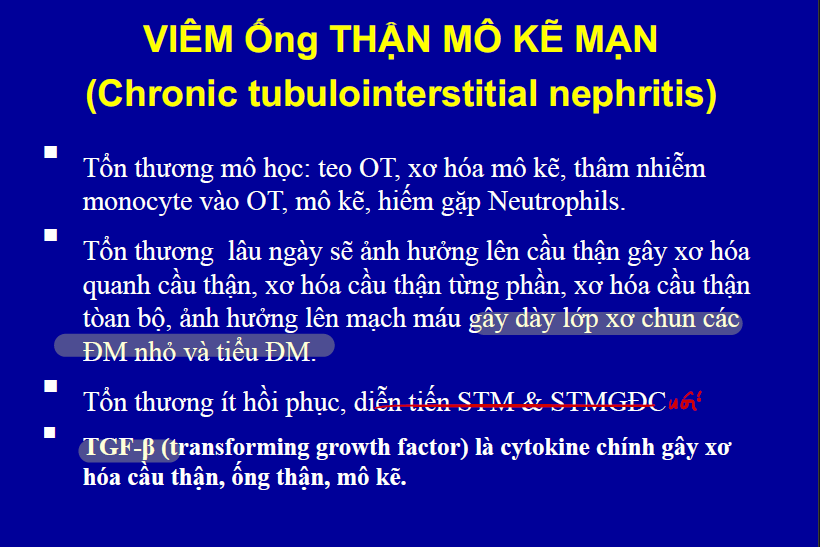 VIÊM Ống THẬN MÔ KẼ MẠN
(Chronic tubulointerstitial nephritis)
Tổn thương mô học: teo OT, xơ hóa mô kẽ, thâm nhiễm
monocyte vào OT, mô kẽ, hiếm gặp Neutrophils.
Tổn thương lâu ngày sẽ ảnh hưởng lên cầu thận gây xơ hóa
quanh cầu thận, xơ hóa cầu thận từng phần, xơ hóa cầu thận
tòan bộ, ảnh hưởng lên mạch máu gây dày lớp xơ chun các
ĐM nhỏ và tiểu ĐM.
Tổn thương ít hồi phục, diễn tiến STM & STMGĐC
TGF-β (transforming growth factor) là cytokine chính gây xơ
hóa cầu thận, ống thận, mô kẽ.